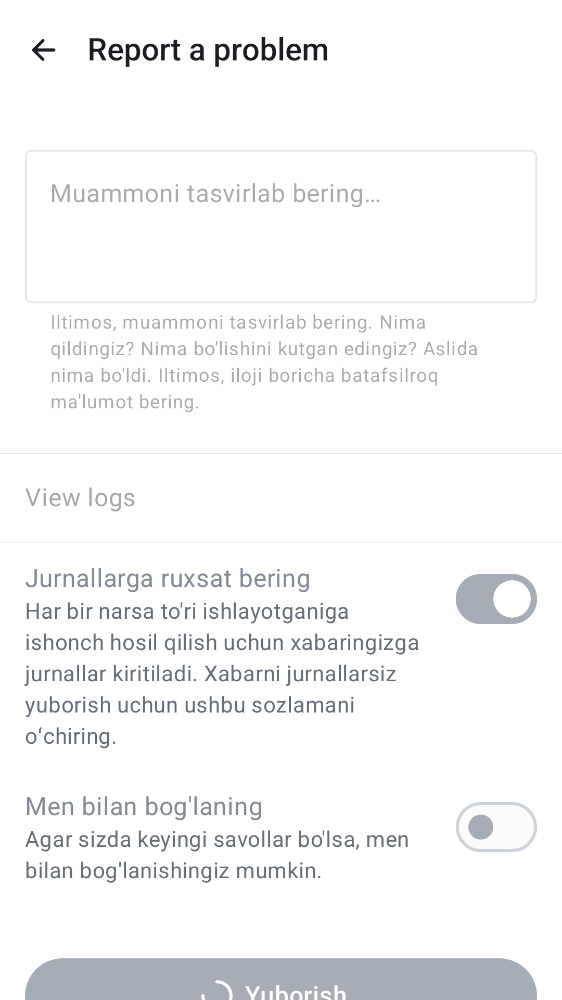 Report a problem
Muammoni tasvirlab bering…
Iltimos, muammoni tasvirlab bering. Nima
qildingiz? Nima bo'lishini kutgan edingiz? Aslida
nima bo'ldi. Iltimos, iloji boricha batafsilroq
ma'lumot bering.
View logs
Jurnallarga ruxsat bering
Har bir narsa to'ri ishlayotganiga
ishonch hosil qilish uchun xabaringizga
jurnallar kiritiladi. Xabarni jurnallarsiz
yuborish uchun ushbu sozlamani
oʻchiring.
Men bilan bog'laning
Agar sizda keyingi savollar bo'lsa, men
bilan bog'lanishingiz mumkin.
Yuborish